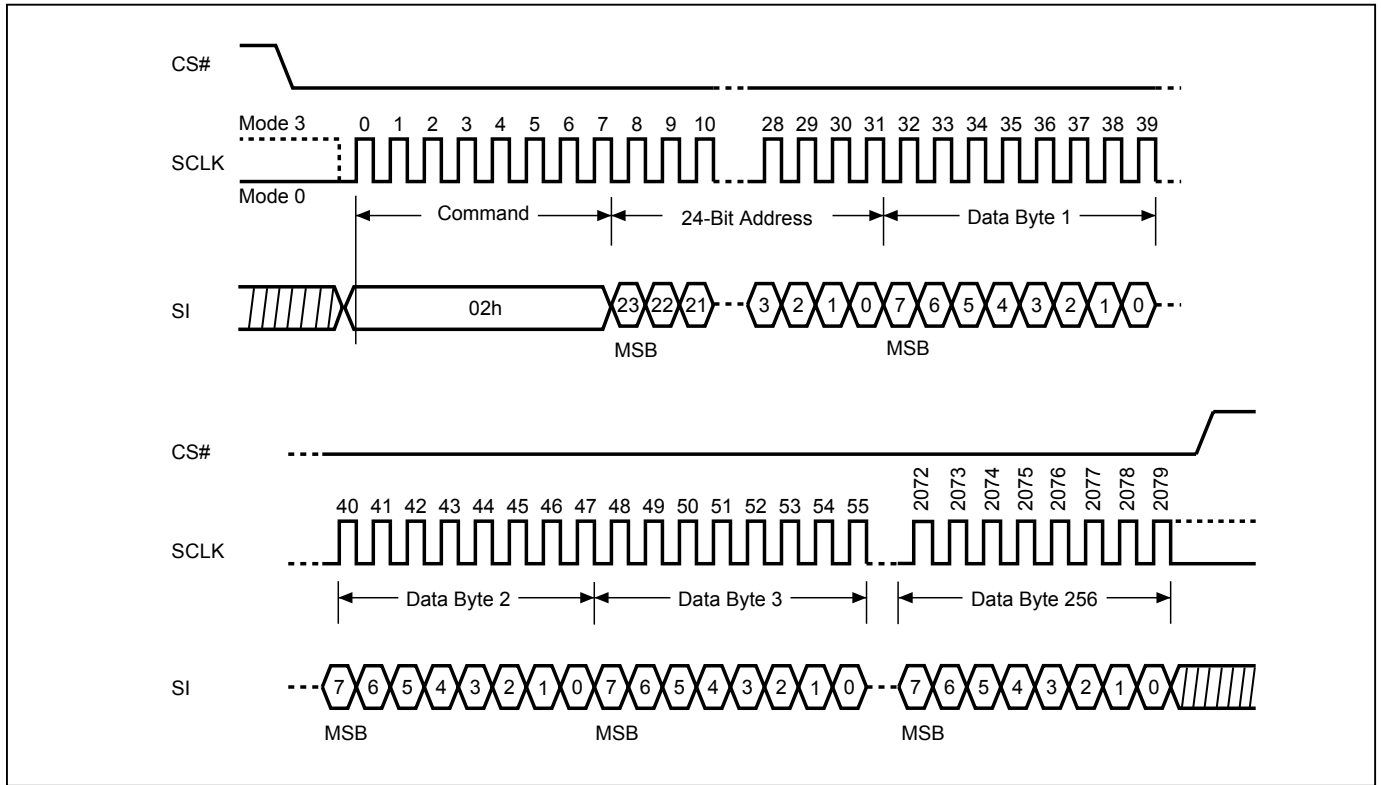 CS#
Mode 3 0 1 2 3 4 5 6 7 8 9 10 28 29 30 31 32 33 34 35 36 37 38 39
SCLK
Mode 0
Command 24-Bit Address Data Byte 1
SI 02h 23 22 21 3 2 1 0 7 6 5 4 3 2 1 0
MSB MSB
CS#
40 41 42 43 44 45 46 47 48 49 50 51 52 53 54 55 2072 2073 2074 2075 2076 2077 2078 2079
SCLK
Data Byte 2 Data Byte 3 Data Byte 256
SI 7 6 5 4 3 2 1 0 7 6 5 4 3 2 1 0 7 6 5 4 3 2 1 0
MSB MSB MSB